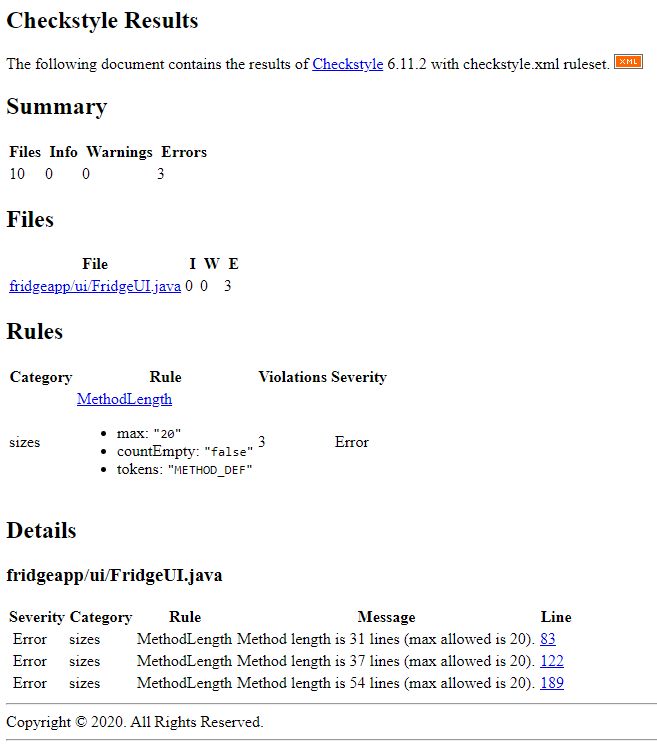 Checkstyle Results
The following document contains the results of Checkstyle 6.11.2 with checkstyle.xml ruleset. XML
Summary
Files Info Warnings Errors
10 0 0 3
Files
File I W E
fridgeapp/ui/FridgeUI.java 0 0 3
Rules
Category Rule Violations Severity
MethodLength
• max: "20"
sizes 3 Error
• countEmpty: "false"
• tokens: "METHOD_DEF"
Details
fridgeapp/ui/FridgeUI.java
Severity Category Rule Message Line
Error sizes MethodLength Method length is 31 lines (max allowed is 20). 83
Error sizes MethodLength Method length is 37 lines (max allowed is 20). 122
Error sizes MethodLength Method length is 54 lines (max allowed is 20). 189
Copyright © 2020. All Rights Reserved.